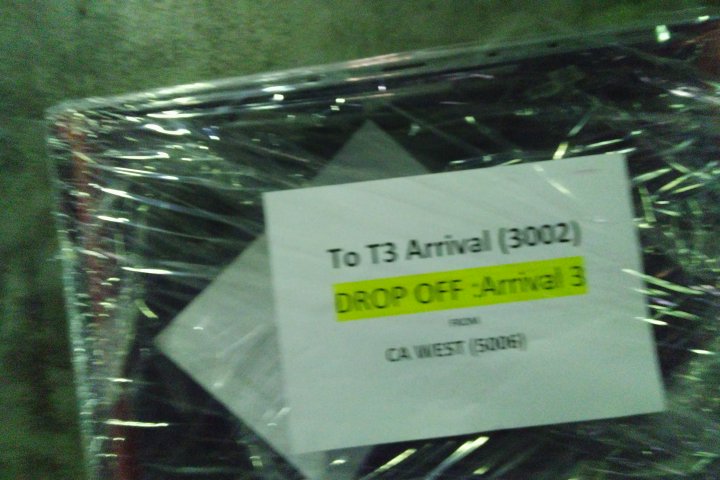 To T3 Arrival (3002)
DROP OFF :Arrival 3
FROM
CA WEST (5006)